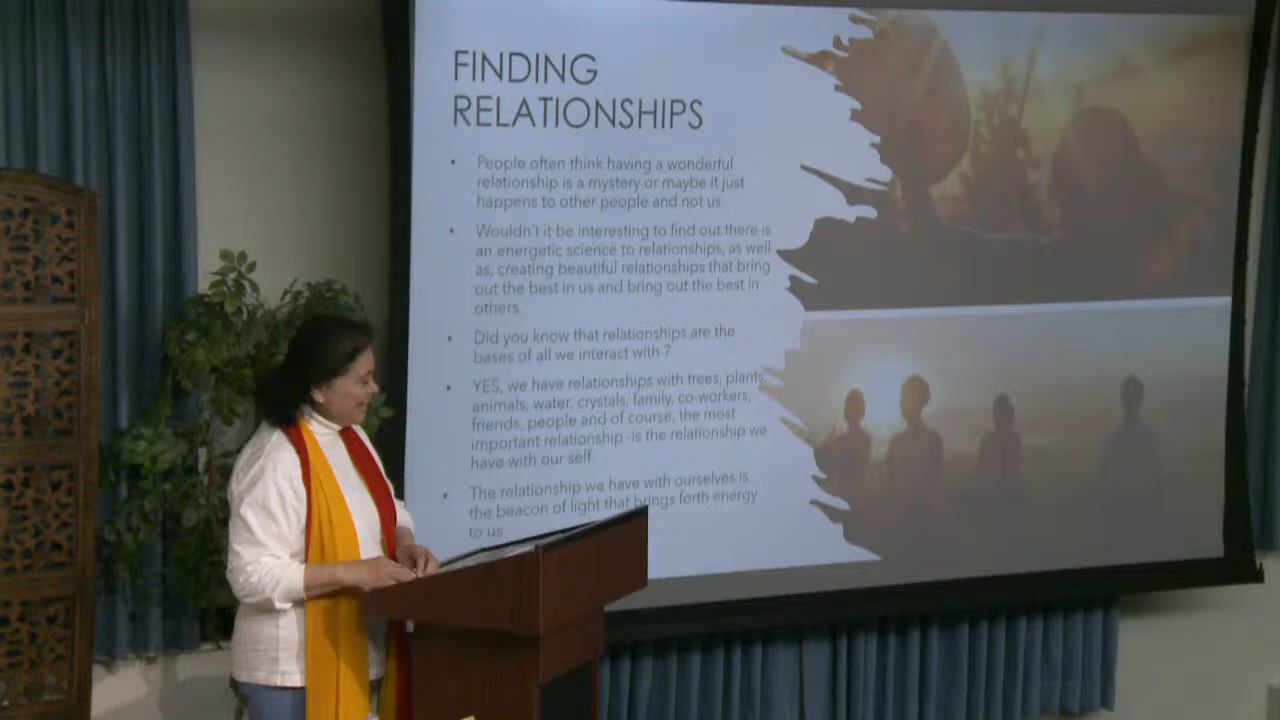 FINDING
RELATIONSHIPS
• People often think having a wonderful
relationship is a mystery or maybe it just
happens to other people and not us
• Wouldn't it be interesting to find out there is
an energetic science to relationships, as well
as, creating beautiful relationships that bring
out the best in us and bring out the best in
others.
• Did you know that relationships are the
bases of all we interact with ?
• YES, we have relationships with trees, plants,
animals, water, crystals, family, co-workers,
friends, people and of course, the most
important relationship -is the relationship we
have with our self
• The relationship we have with ourselves is
the beacon of light that brings forth energy
to us